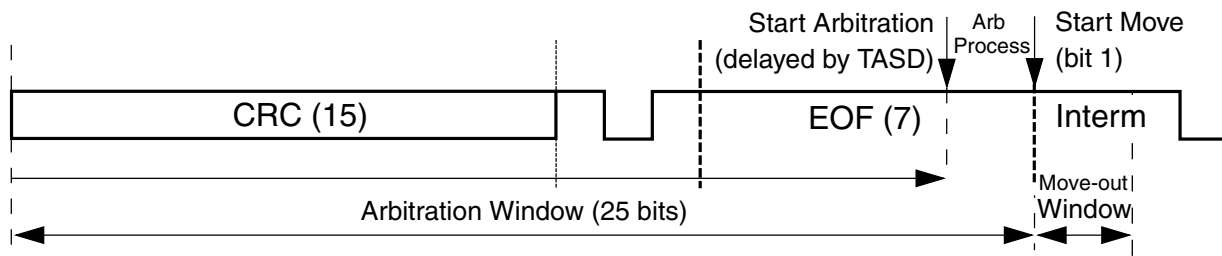 Start Arbitration
(delayed by TASD)
Arb
Process
Start Move
(bit 1)
CRC (15)
EOF (7)
Interm
Arbitration Window (25 bits)
Move-out
Window